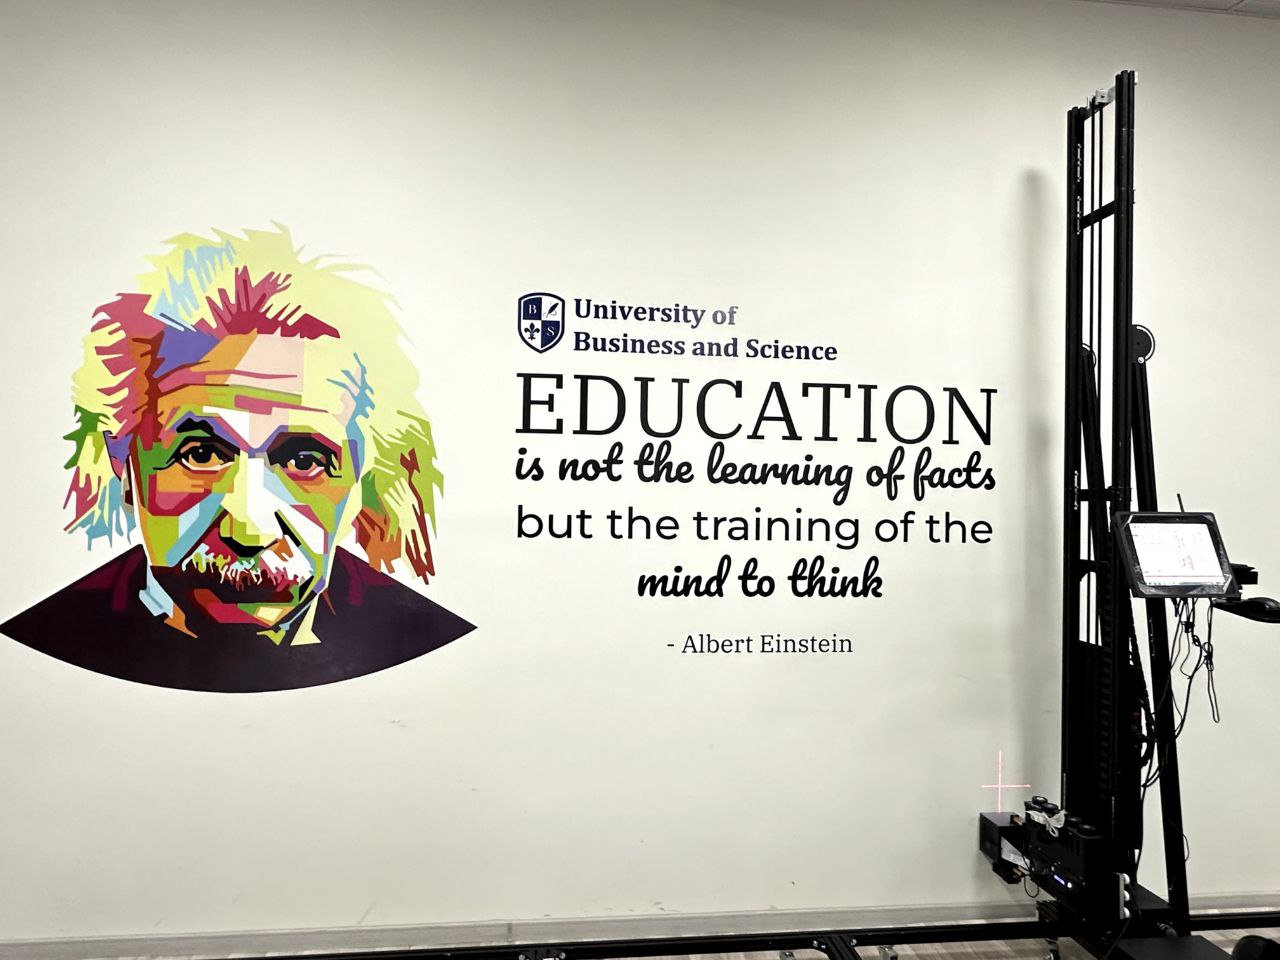 B
S
University of
Business and Science
EDUCATION
is not the learning of facts
but the training of the
mind to think
- Albert Einstein